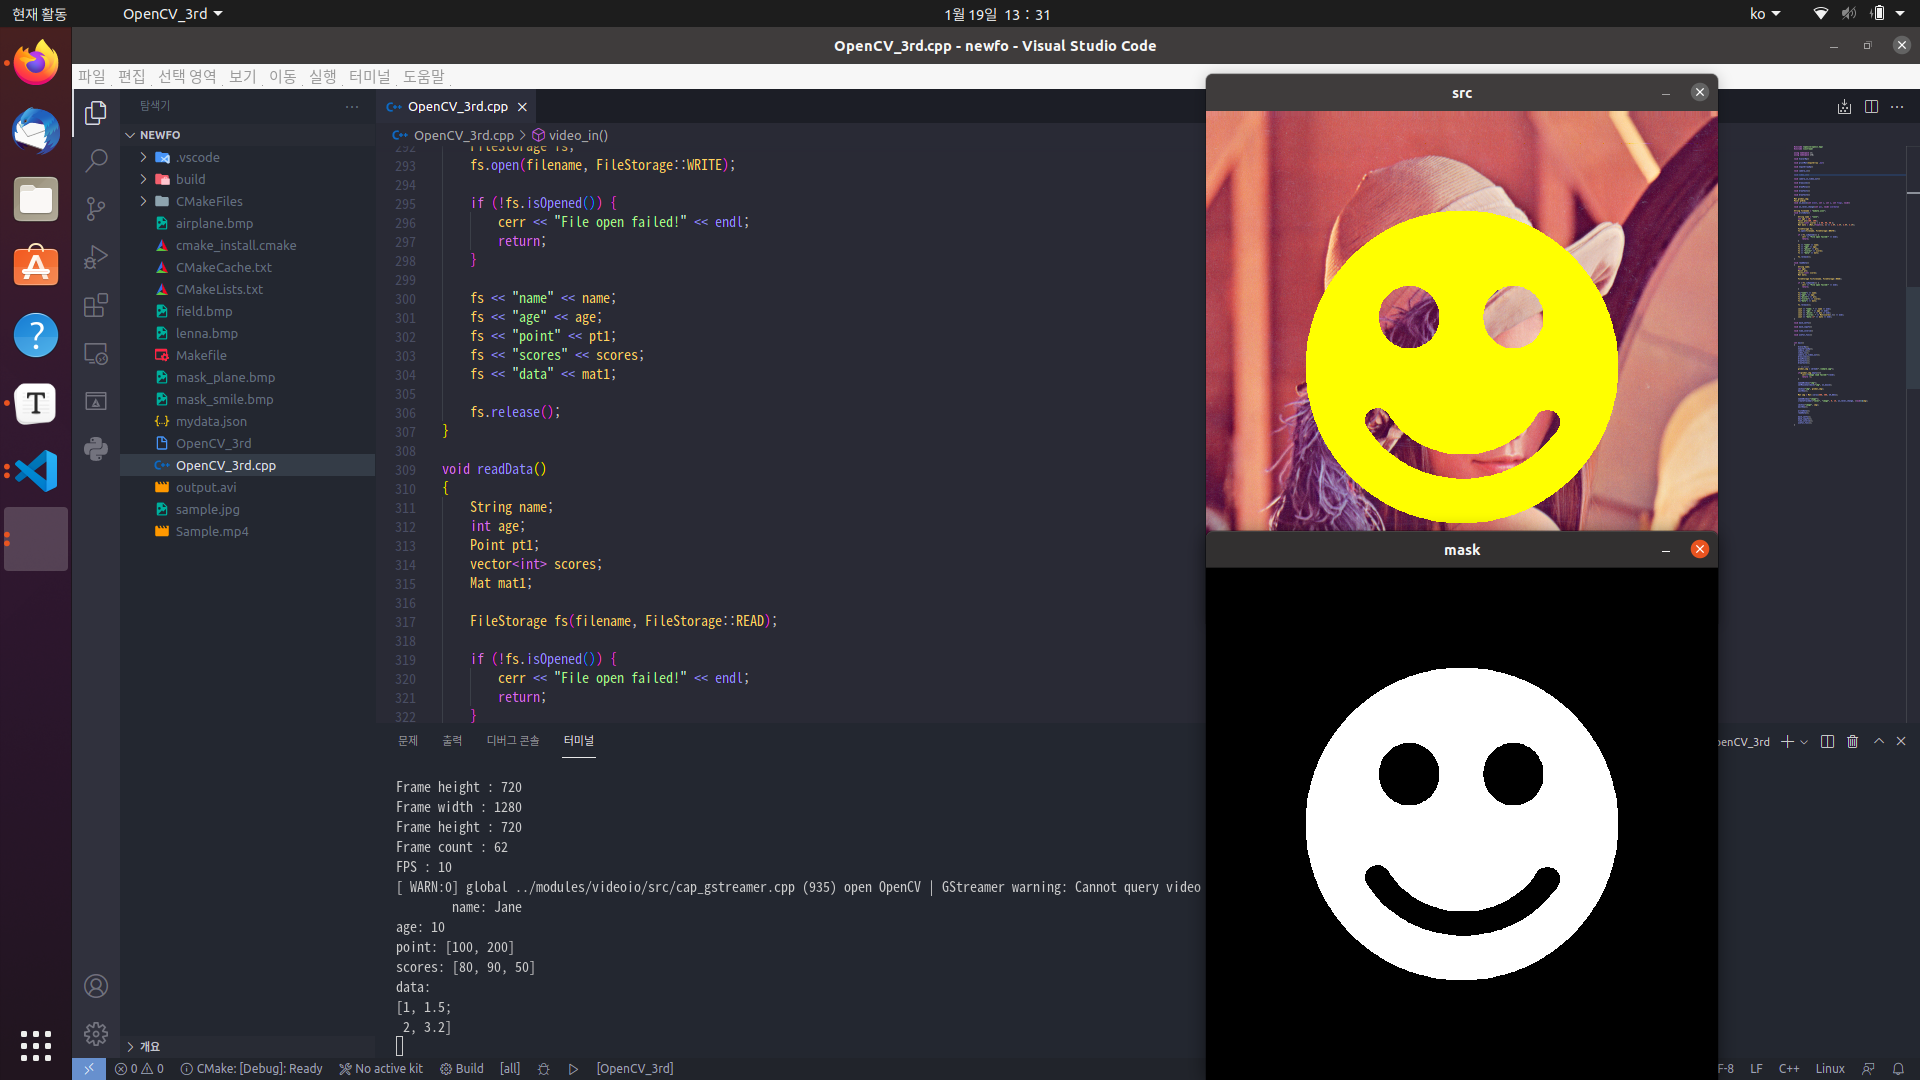 현재 활동
OpenCV_3rd
1월 19일 13 : 31
ko
OpenCV_3rd.cpp - newfo - Visual Studio Code
파일 편집 선택 영역 보기 이동 실행 터미널 도움말
탐색기
NEWFO
.vscode
build
CMakeFiles
airplane.bmp
cmake_install.cmake
CMakeCache.txt
CMakeLists.txt
field.bmp
lenna.bmp
Makefile
mask_plane.bmp
mask_smile.bmp
mydata.json
OpenCV_3rd
OpenCV_3rd.cpp
output.avi
sample.jpg
Sample.mp4
개요
OpenCV_3rd.cpp
OpenCV_3rd.cpp > video_in()
292 FileStorage fs;
293 fs.open(filename, FileStorage::WRITE);
294
295 if (!fs.isOpened()) {
296 cerr << "File open failed!" << endl;
297 return;
298 }
299
300 fs << "name" << name;
301 fs << "age" << age;
302 fs << "point" << pt1;
303 fs << "scores" << scores;
304 fs << "data" << mat1;
305
306 fs.release();
307 }
308
309 void readData()
310 {
311 String name;
312 int age;
313 Point pt1;
314 vector<int> scores;
315 Mat mat1;
316
317 FileStorage fs(filename, FileStorage::READ);
318
319 if (!fs.isOpened()) {
320 cerr << "File open failed!" << endl;
321 return;
322 }
문제 출력 디버그 콘솔 터미널
Frame height : 720
Frame width : 1280
Frame height : 720
Frame count : 62
FPS : 10
[ WARN:0] global ../modules/videoio/src/cap_gstreamer.cpp (935) open OpenCV | GStreamer warning: Cannot query video
name: Jane
age: 10
point: [100, 200]
scores: [80, 90, 50]
data:
[1, 1.5;
2, 3.2]
src
mask
penCV_3rd
0 0 CMake: [Debug]: Ready No active kit Build [all] [OpenCV_3rd]
F-8 LF C++ Linux